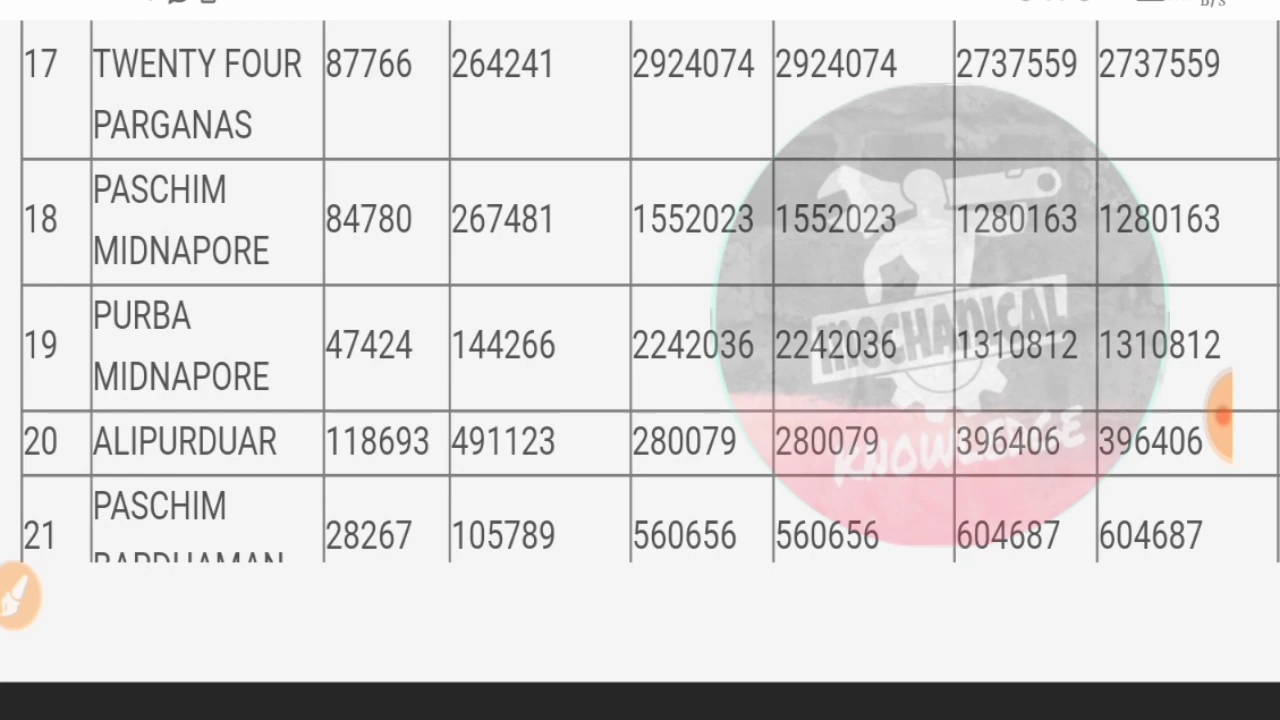 B/s
17 TWENTY FOUR 87766 264241 2924074 2924074 2737559 2737559
PARGANAS
PASCHIM
18 84780 267481 1552023 1552023 1280163 1280163
MIDNAPORE
PURBA
19 47424 144266 2242036 2242036 1310812 1310812
MIDNAPORE
20 ALIPURDUAR 118693 491123 280079 280079 396406 396406
PASCHIM
21 28267 105789 560656 560656 604687 604687
BARDHAMAN
MECHANICAL
KNOWLEDGE